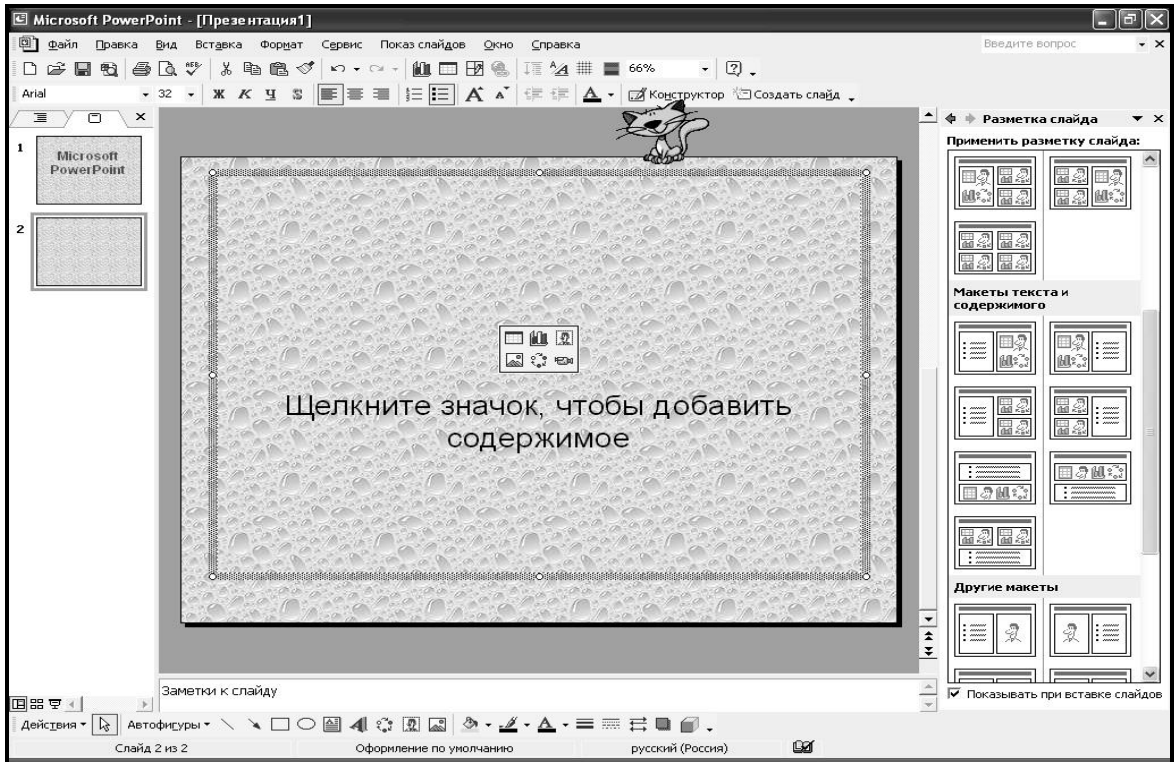 Microsoft PowerPoint - [Презентация1]
Файл Правка Вид Вставка Формат Сервис Показ слайдов Окно Справка Введите вопрос
66%
Arial 32 Ж К Ч S Конструктор Создать слайд
Разметка слайда
Применить разметку слайда:
1
Microsoft
PowerPoint
2
Макеты текста и
содержимого
Щелкните значок, чтобы добавить
содержимое
Другие макеты
Заметки к слайду
Показывать при вставке слайдов
Действия Автофигуры
Слайд 2 из 2 Оформление по умолчанию русский (Россия)